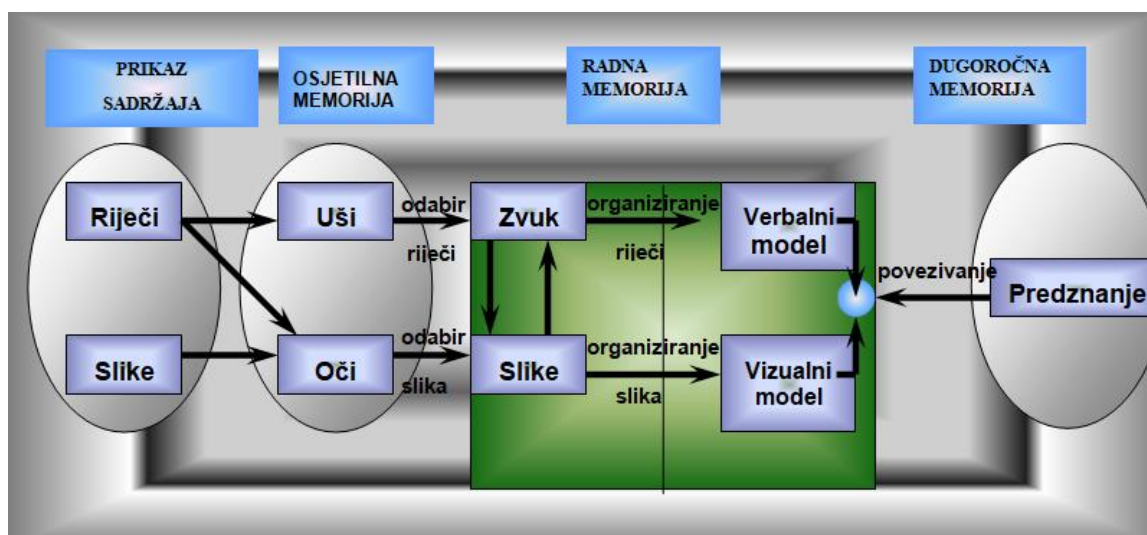 PRIKAZ
SADRŽAJA
OSJETILNA
MEMORIJA
RADNA
MEMORIJA
DUGOROČNA
MEMORIJA
Riječi
Uši
odabir
riječi
Zvuk
organiziranje
riječi
Verbalni
model
povezivanje
Predznanje
Slike
Oči
odabir
slika
Slike
organiziranje
slika
Vizualni
model